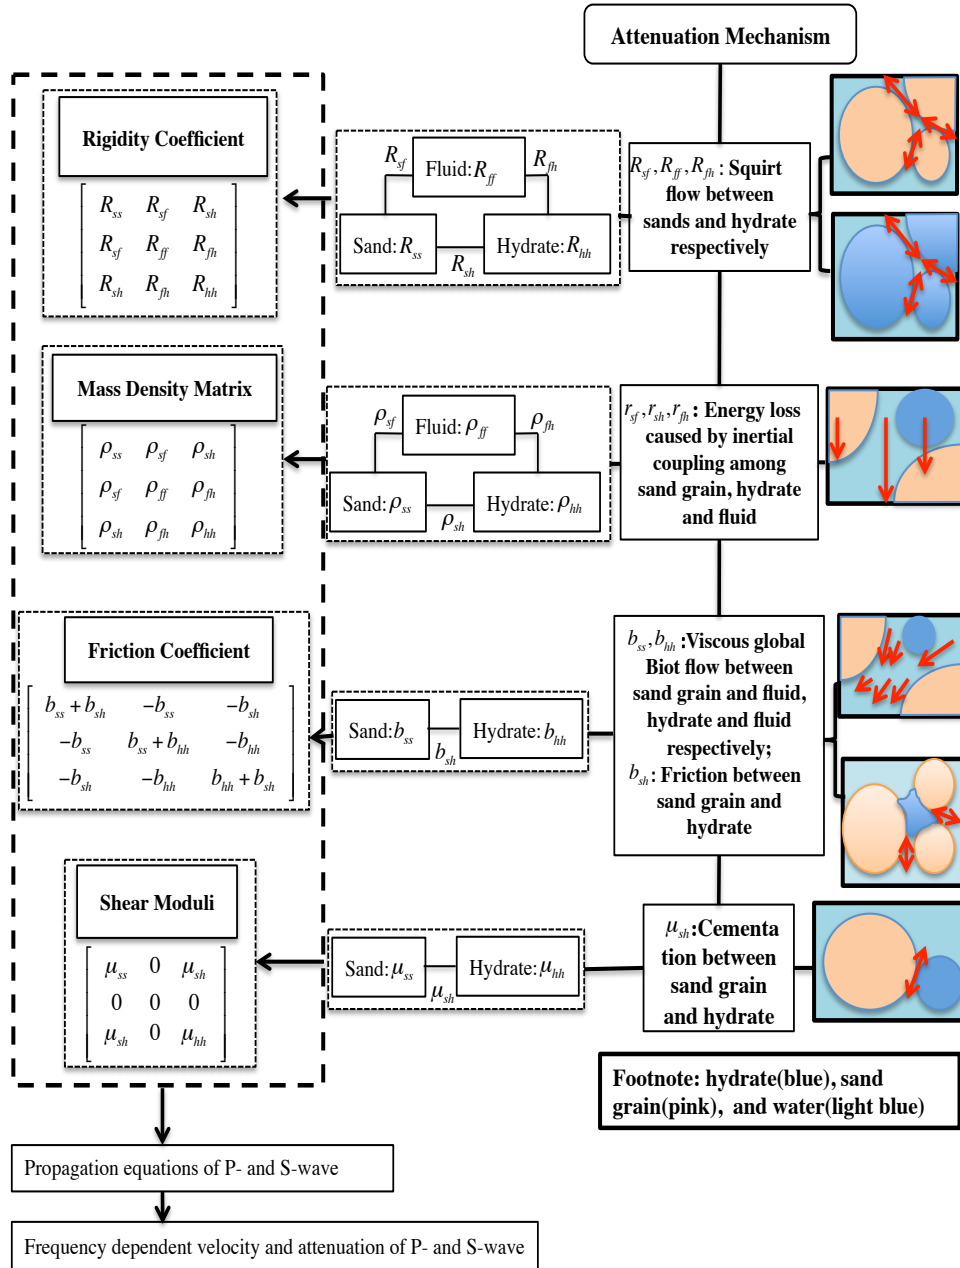 Attenuation Mechanism
Rigidity Coefficient
R_ss R_sf R_sh
R_sf R_ff R_fh
R_sh R_fh R_hh
R_sf R_fh
Fluid: R_ff
Sand: R_ss Hydrate: R_hh
R_sh
R_sf, R_ff, R_fh : Squirt
flow between
sands and hydrate
respectively
Mass Density Matrix
ρ_ss ρ_sf ρ_sh
ρ_sf ρ_ff ρ_fh
ρ_sh ρ_fh ρ_hh
ρ_sf ρ_fh
Fluid: ρ_ff
Sand: ρ_ss Hydrate: ρ_hh
ρ_sh
r_sf, r_sh, r_fh : Energy loss
caused by inertial
coupling among
sand grain, hydrate
and fluid
Friction Coefficient
b_ss + b_sh -b_ss -b_sh
-b_ss b_ss + b_hh -b_hh
-b_sh -b_hh b_hh + b_sh
Sand: b_ss Hydrate: b_hh
b_sh
b_ss, b_hh :Viscous global
Biot flow between
sand grain and fluid,
hydrate and fluid
respectively;
b_sh : Friction between
sand grain and
hydrate
Shear Moduli
μ_ss 0 μ_sh
0 0 0
μ_sh 0 μ_hh
Sand: μ_ss Hydrate: μ_hh
μ_sh
μ_sh :Cementa
tion between
sand grain
and hydrate
Footnote: hydrate(blue), sand
grain(pink), and water(light blue)
Propagation equations of P- and S-wave
Frequency dependent velocity and attenuation of P- and S-wave